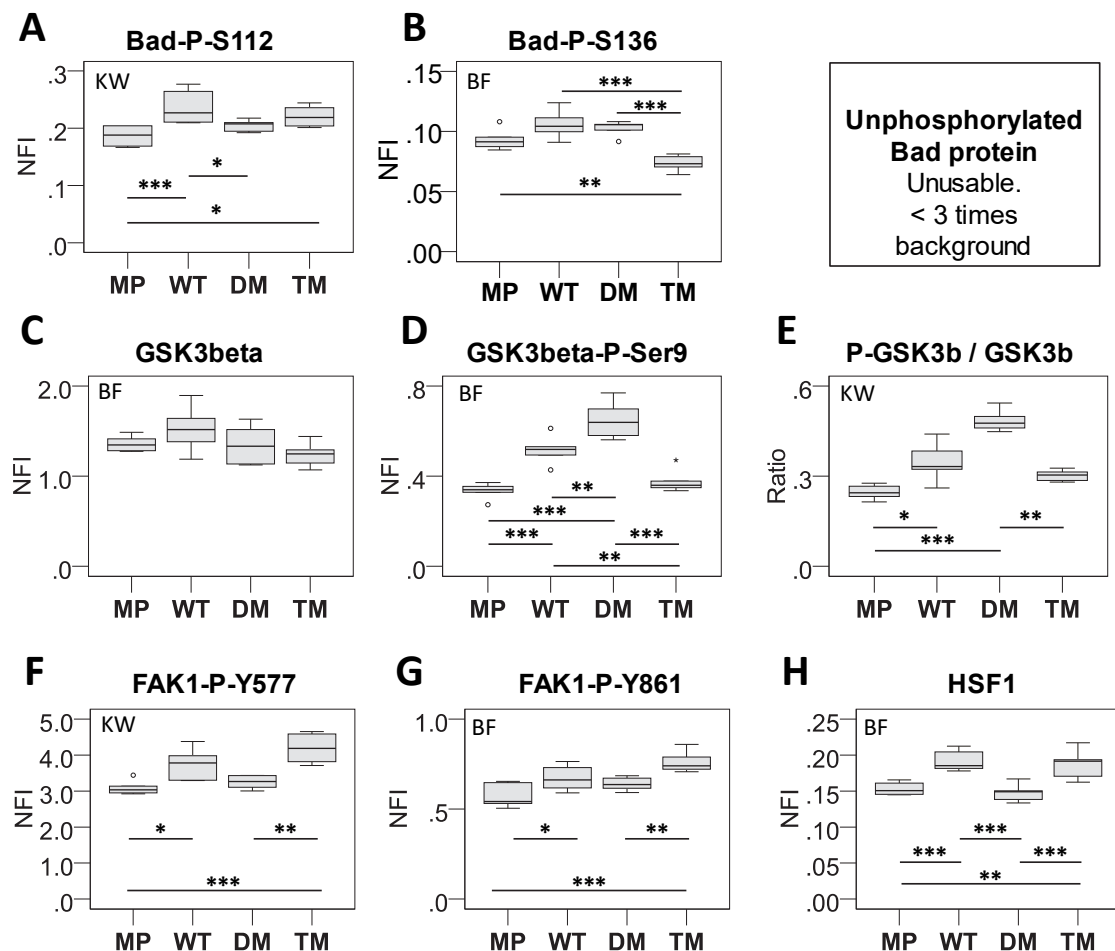 A
Bad-P-S112
KW
NFI
.3
.2
.1
.0
***
*
*
MP WT DM TM
B
Bad-P-S136
BF
NFI
.15
.10
.05
.00
***
***
**
MP WT DM TM
Unphosphorylated
Bad protein
Unusable.
< 3 times
background
C
GSK3beta
BF
NFI
2.0
1.0
.0
MP WT DM TM
D
GSK3beta-P-Ser9
BF
NFI
.8
.4
.0
*
**
***
***
***
**
MP WT DM TM
E
P-GSK3b / GSK3b
KW
Ratio
.6
.3
.0
*
**
***
MP WT DM TM
F
FAK1-P-Y577
KW
NFI
5.0
4.0
3.0
2.0
1.0
.0
*
**
***
MP WT DM TM
G
FAK1-P-Y861
BF
NFI
1.0
.5
.0
*
**
***
MP WT DM TM
H
HSF1
BF
NFI
.25
.20
.15
.10
.05
.00
***
***
***
**
MP WT DM TM